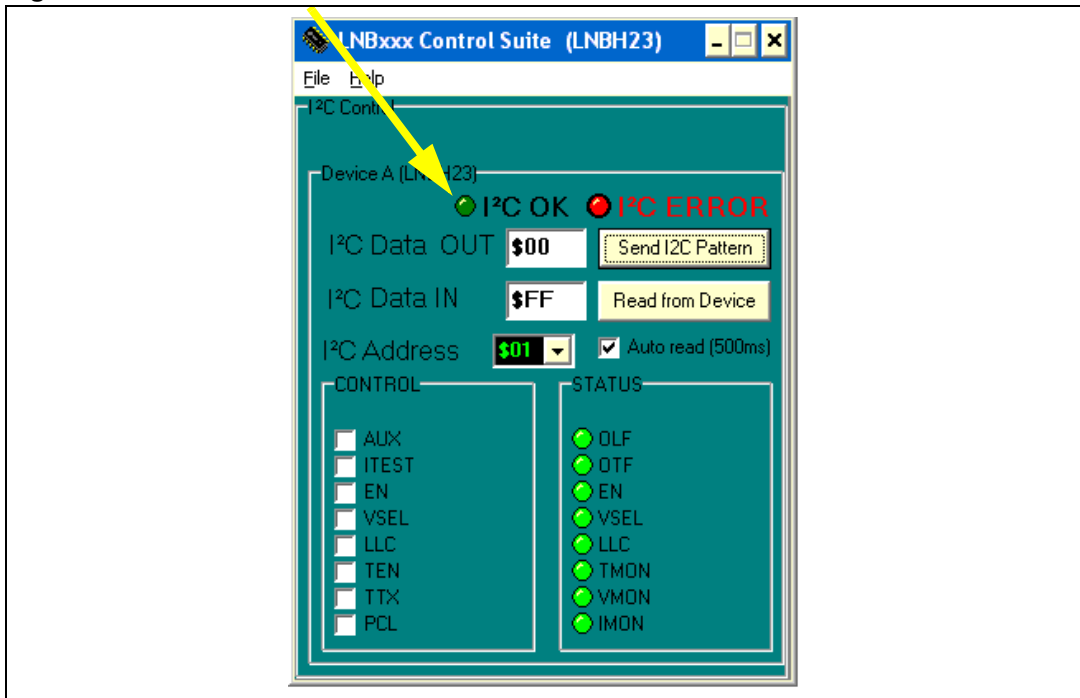 LNBxxx Control Suite (LNBH23)
File Help
I²C Control
Device A (LNBH23)
I²C OK I²C ERROR
I²C Data OUT $00 Send I2C Pattern
I²C Data IN $FF Read from Device
I²C Address $01 Auto read (500ms)
CONTROL STATUS
AUX OLF
ITEST OTF
EN EN
VSEL VSEL
LLC LLC
TEN TMON
TTX VMON
PCL IMON